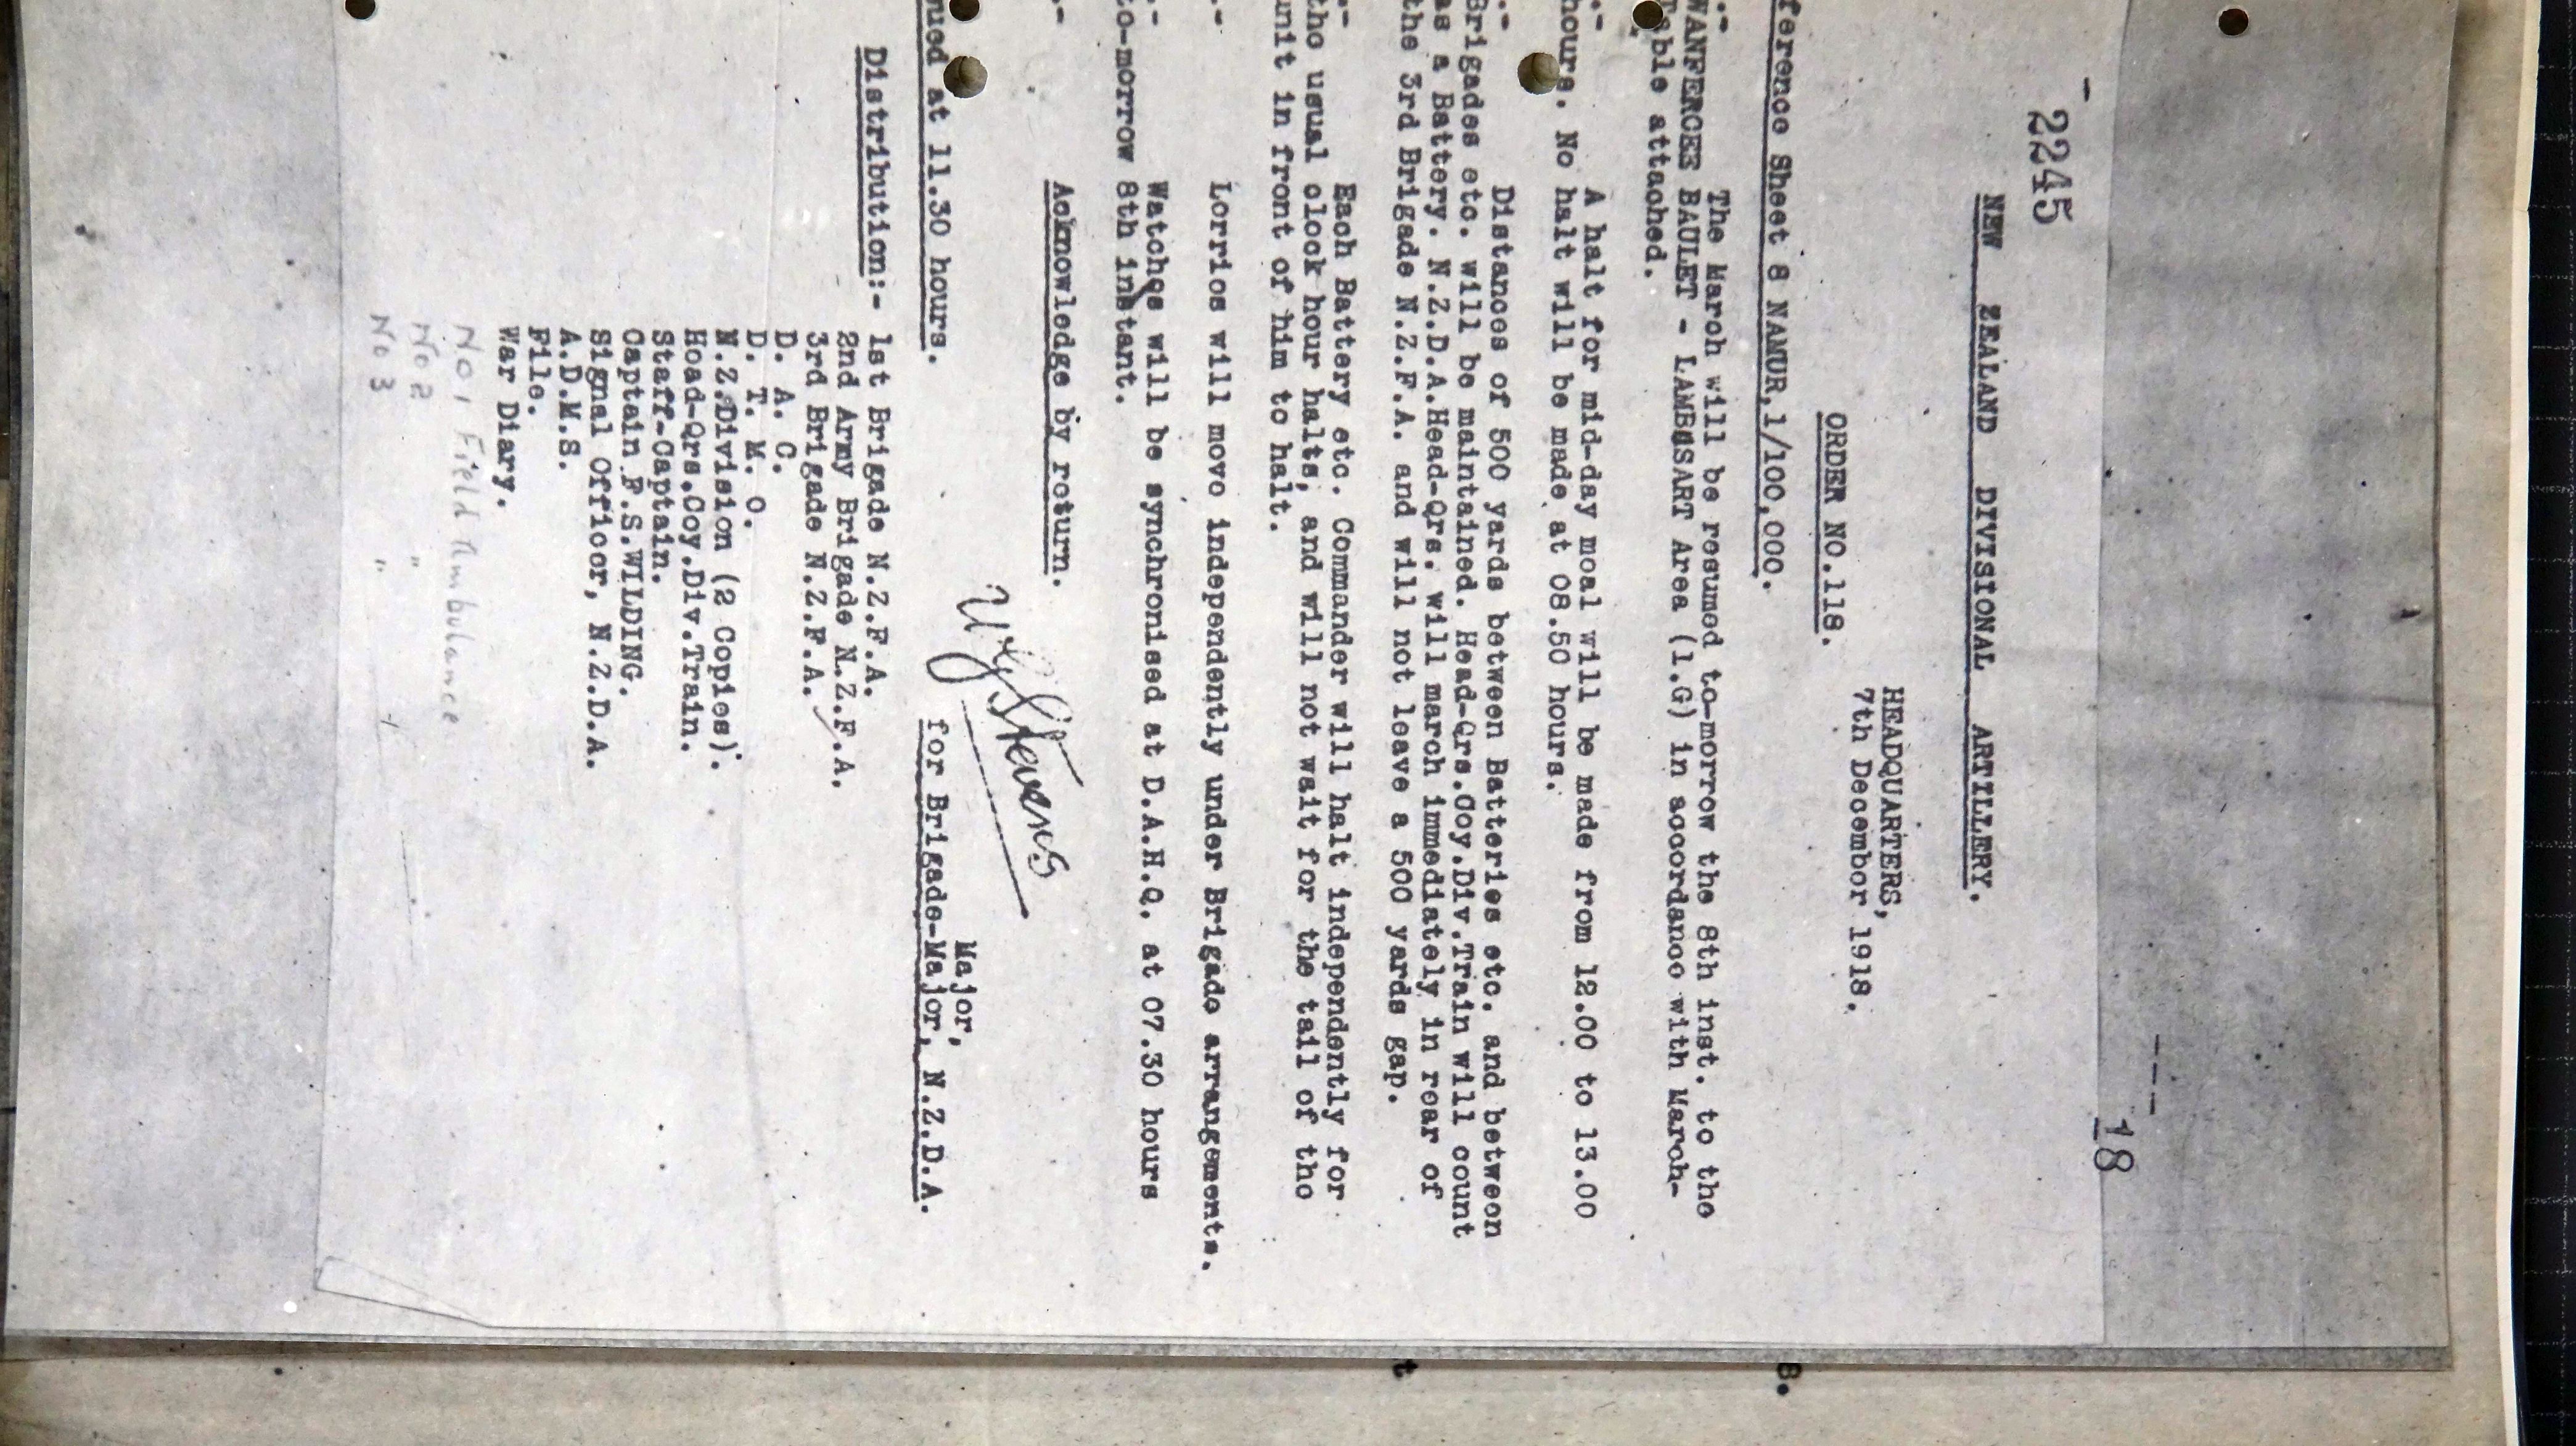 18
2245
NEW ZEALAND DIVISIONAL ARTILLERY.
HEADQUARTERS,
7th December 1918.
ORDER NO.118.
ference Sheet 8 NAMUR,1/100,000.
.- The March will be resumed to-morrow the 8th inst. to the
WANFERCEE BAULET - LAMBUSART Area (1.G) in accordance with March-
Table attached.
.- A halt for mid-day meal will be made from 12.00 to 13.00
hours. No halt will be made at 08.50 hours.
.- Distances of 500 yards between Batteries etc. and between
Brigades etc. will be maintained. Head-Qrs.Coy.Div.Train will count
as a Battery. N.Z.D.A.Head-Qrs. will march immediately in rear of
the 3rd Brigade N.Z.F.A. and will not leave a 500 yards gap.
.- Each Battery etc. Commander will halt independently for
the usual clock hour halts, and will not wait for the tail of the
unit in front of him to halt.
.- Lorries will move independently under Brigade arrangements.
.- Watches will be synchronised at D.A.H.Q. at 07.30 hours
to-morrow 8th instant.
.- Acknowledge by return.
Stevens
Major,
ued at 11.30 hours. for Brigade-Major, N.Z.D.A.
Distribution:- 1st Brigade N.Z.F.A.
2nd Army Brigade N.Z.F.A.
3rd Brigade N.Z.F.A.
D. A. C.
D. T. M. O.
N.Z.Division (2 Copies).
Head-Qrs.Coy.Div.Train.
Staff-Captain.
Captain F.S.WILDING.
Signal Officer, N.Z.D.A.
A.D.M.S.
File.
War Diary.
No 1 Field Ambulance
No 2 "
No 3 "
t
s.